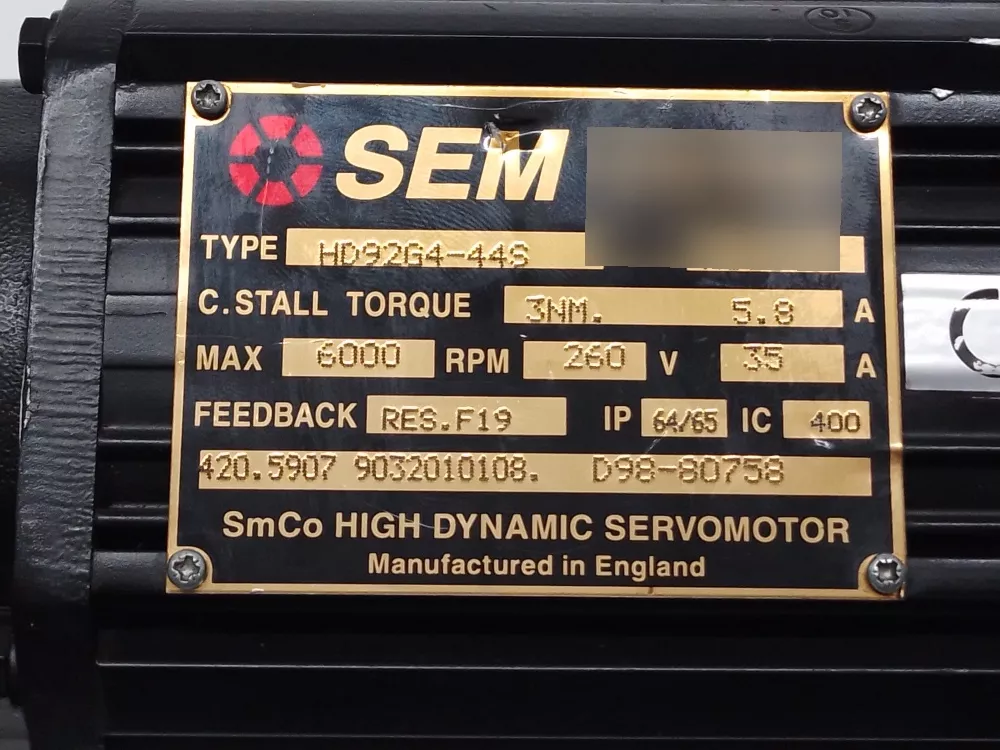 SEM
TYPE HD92G4-44S
C.STALL TORQUE 3NM. 5.8 A
MAX 6000 RPM 260 V 35 A
FEEDBACK RES.F19 IP 64/65 IC 400
420.5907 9032010108. D98-80758
SmCo HIGH DYNAMIC SERVOMOTOR
Manufactured in England